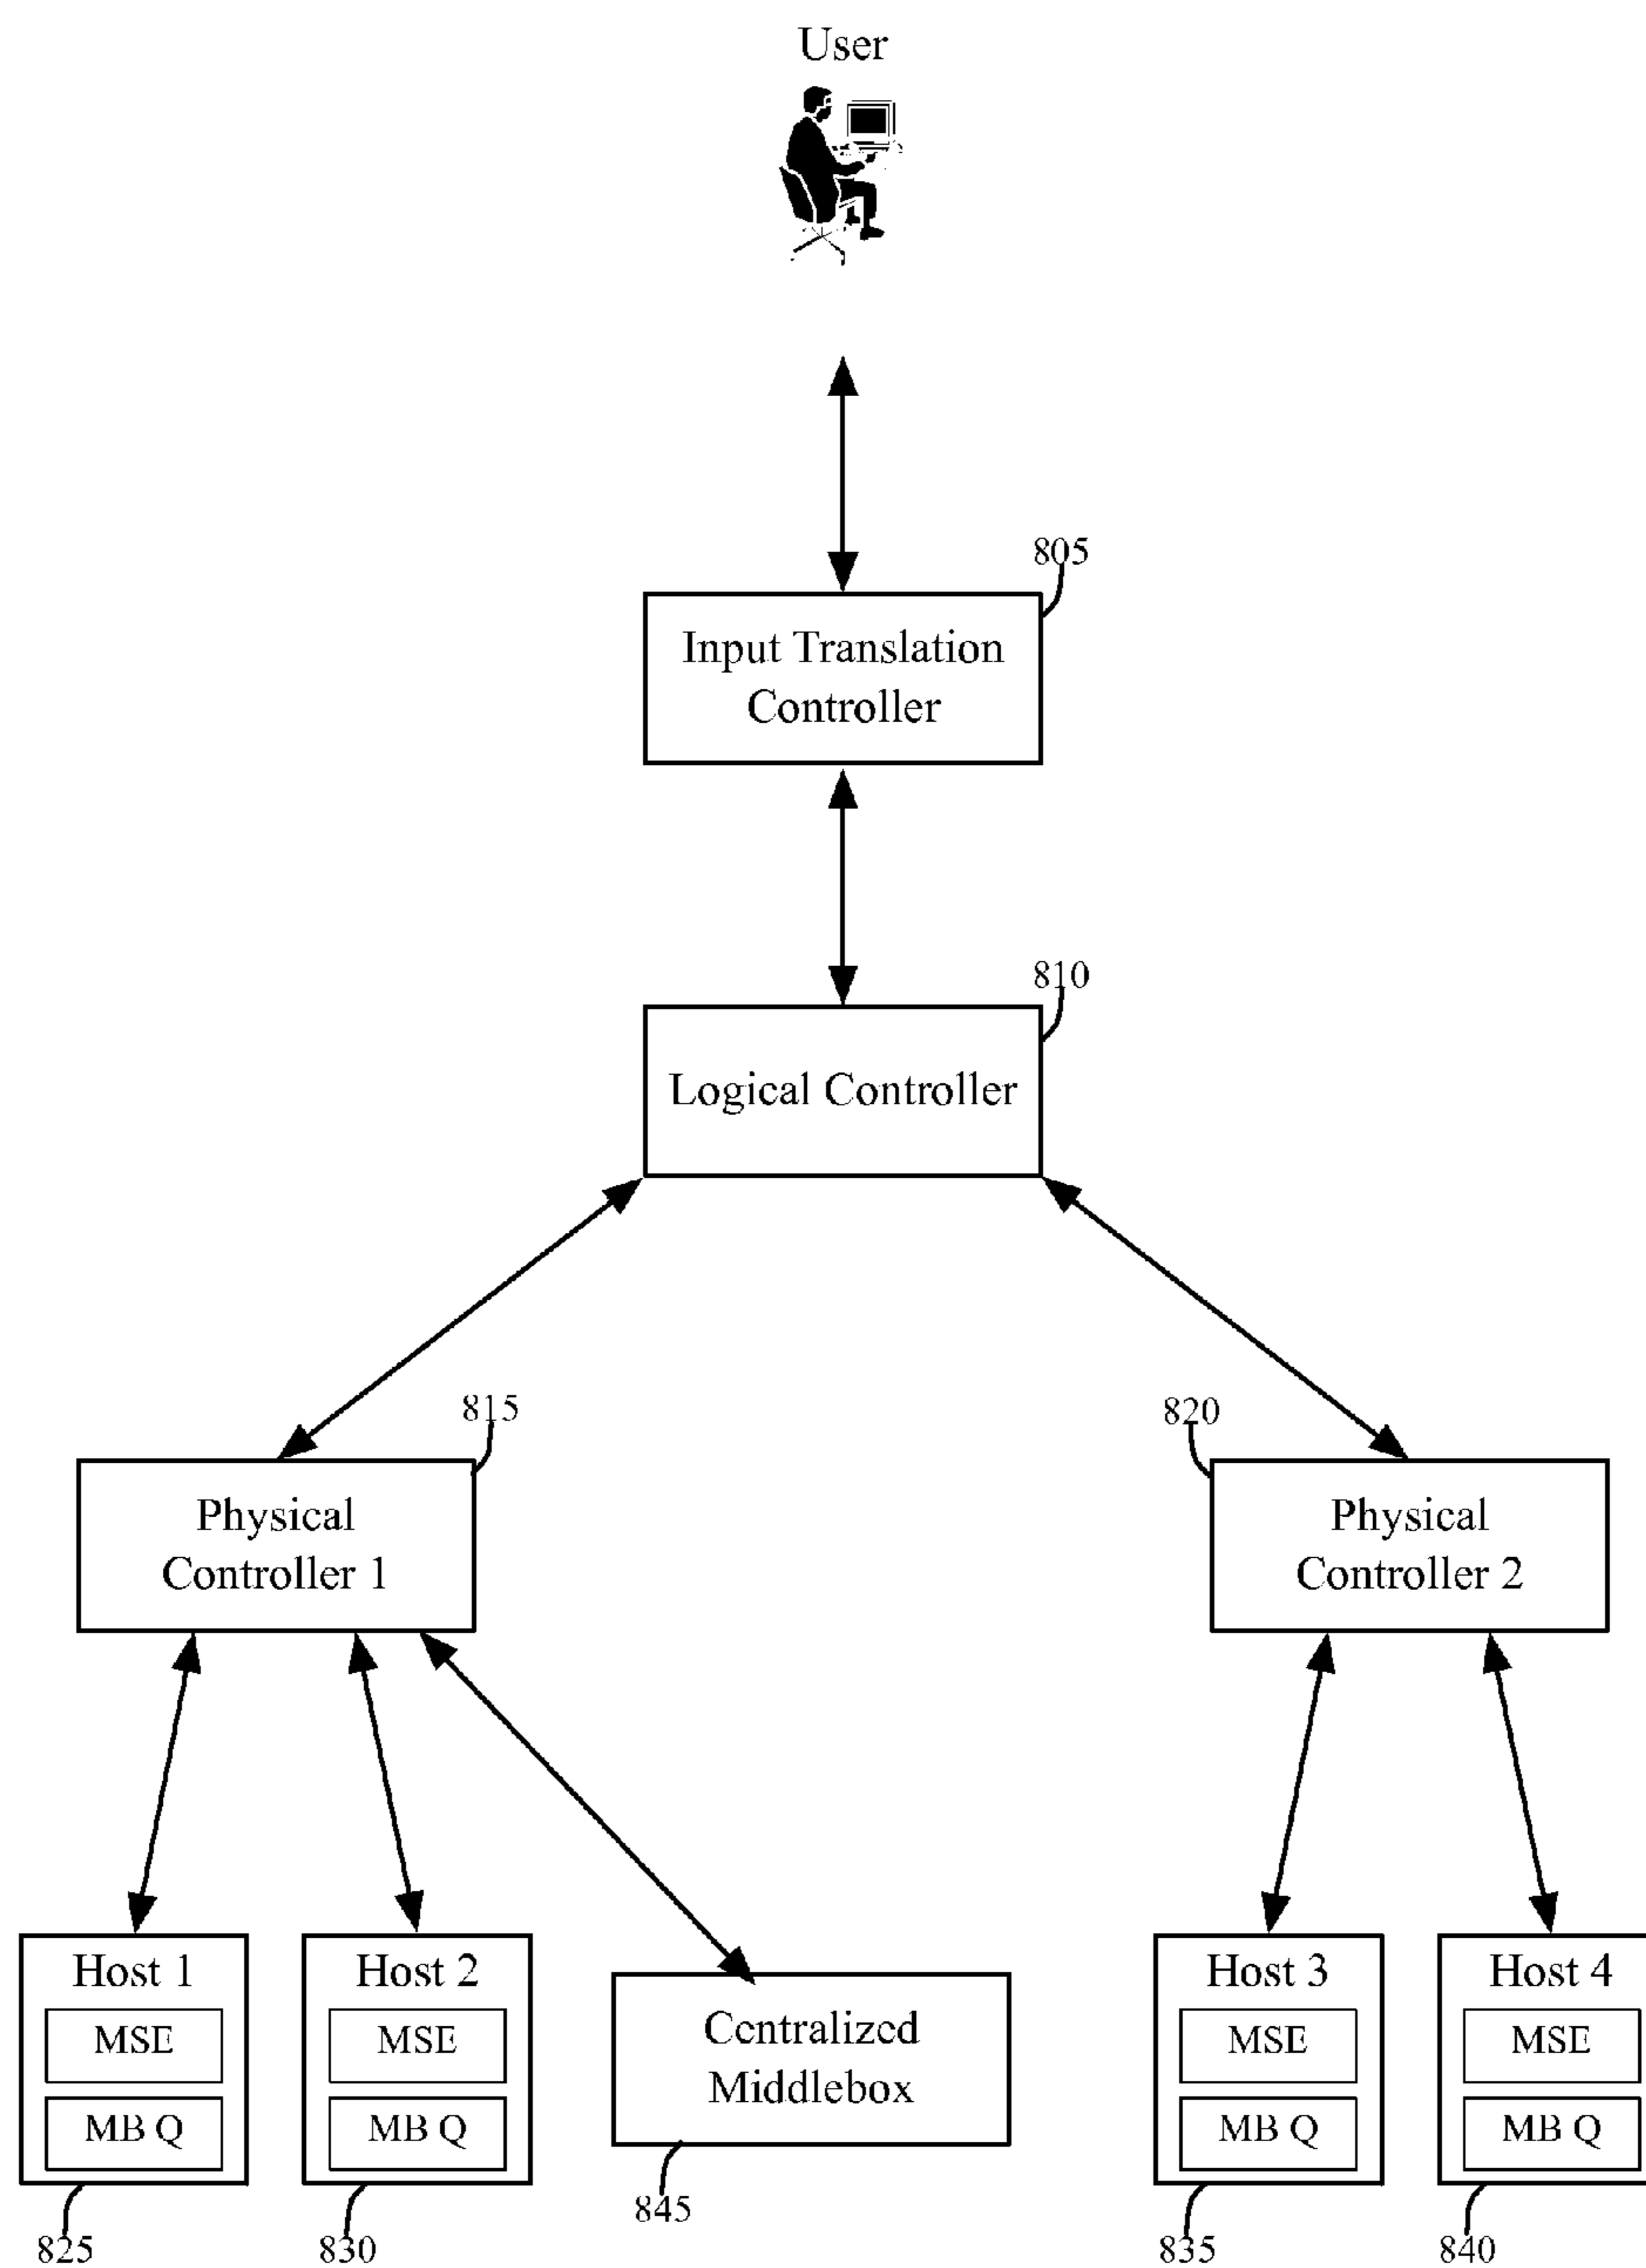 User
805
Input Translation
Controller
810
Logical Controller
815
820
Physical
Controller 1
Physical
Controller 2
Host 1
MSE
MB Q
Host 2
MSE
MB Q
Centralized
Middlebox
Host 3
MSE
MB Q
Host 4
MSE
MB Q
825
830
845
835
840